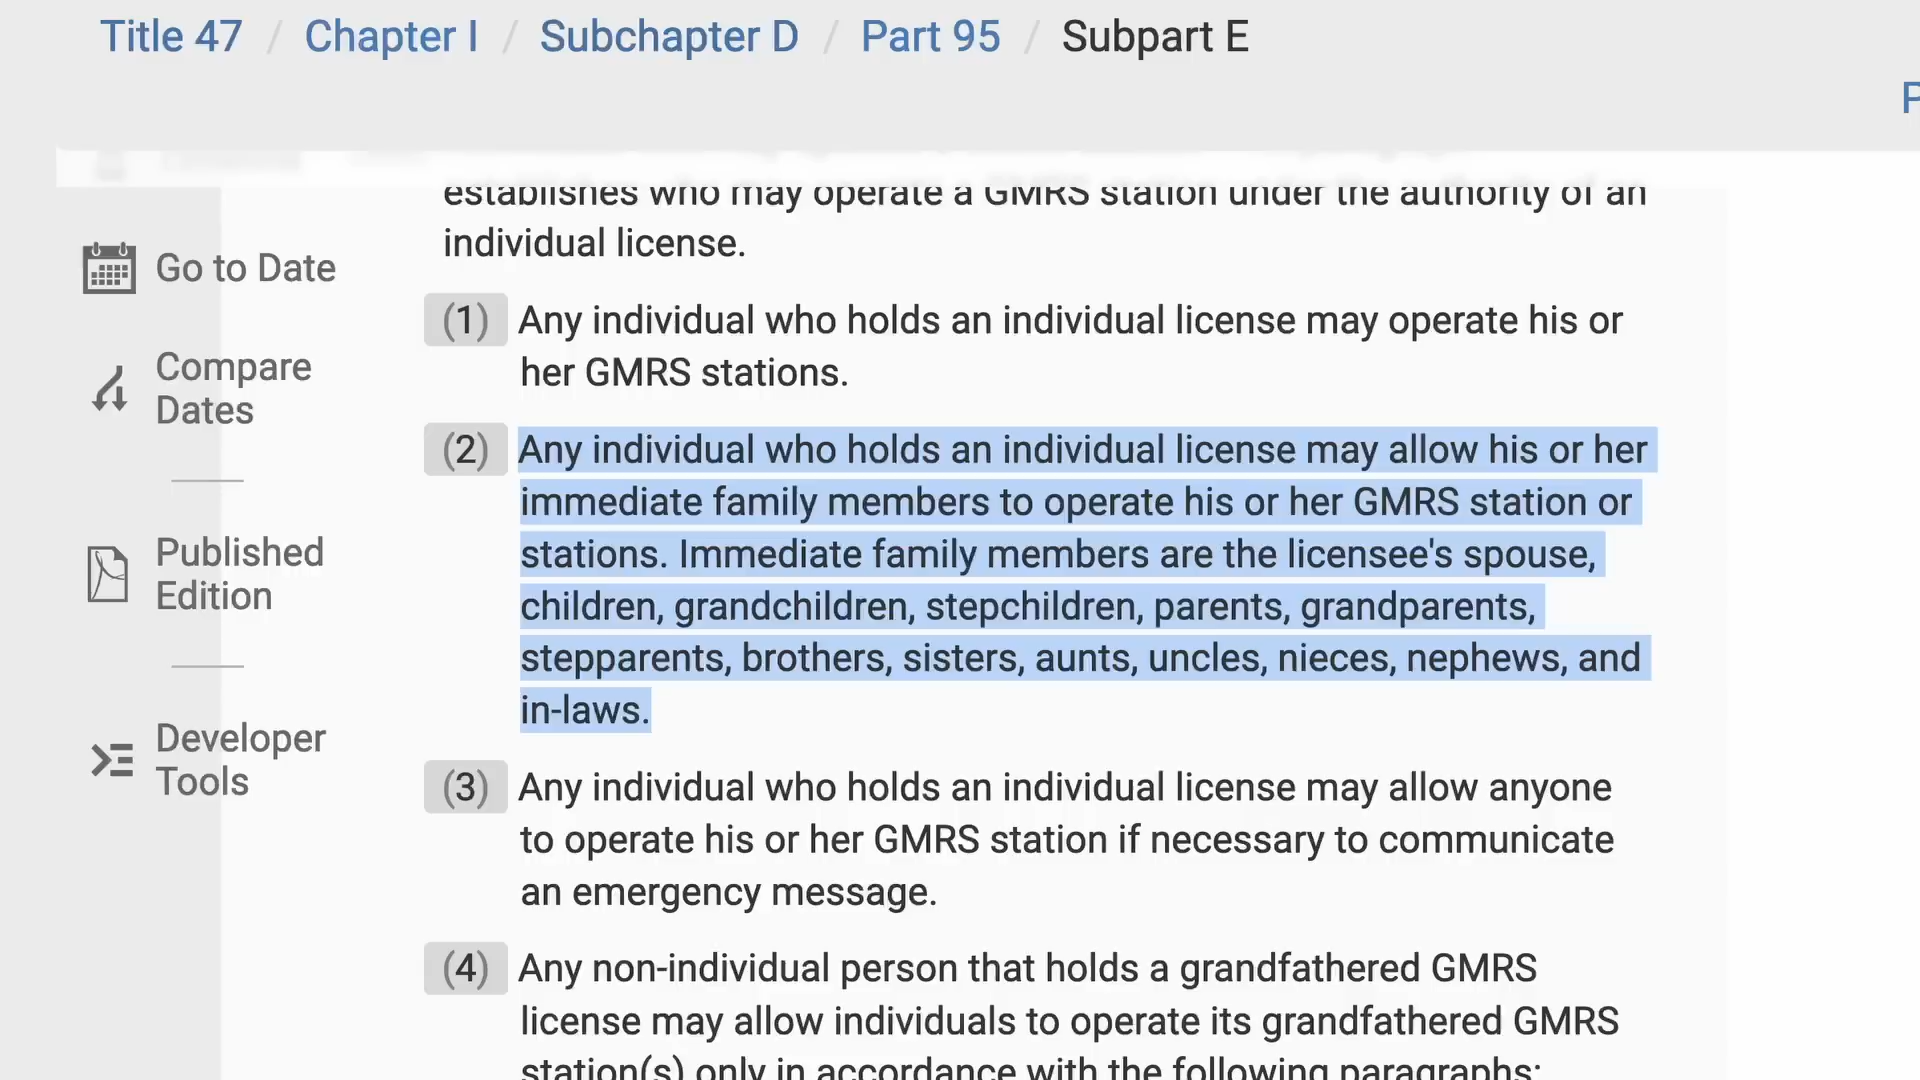 Title 47 / Chapter I / Subchapter D / Part 95 / Subpart E
Go to Date
Compare
Dates
Published
Edition
Developer
Tools
establishes who may operate a GMRS station under the authority of an
individual license.
(1) Any individual who holds an individual license may operate his or
her GMRS stations.
(2) Any individual who holds an individual license may allow his or her
immediate family members to operate his or her GMRS station or
stations. Immediate family members are the licensee's spouse,
children, grandchildren, stepchildren, parents, grandparents,
stepparents, brothers, sisters, aunts, uncles, nieces, nephews, and
in-laws.
(3) Any individual who holds an individual license may allow anyone
to operate his or her GMRS station if necessary to communicate
an emergency message.
(4) Any non-individual person that holds a grandfathered GMRS
license may allow individuals to operate its grandfathered GMRS
station(s) only in accordance with the following paragraphs: